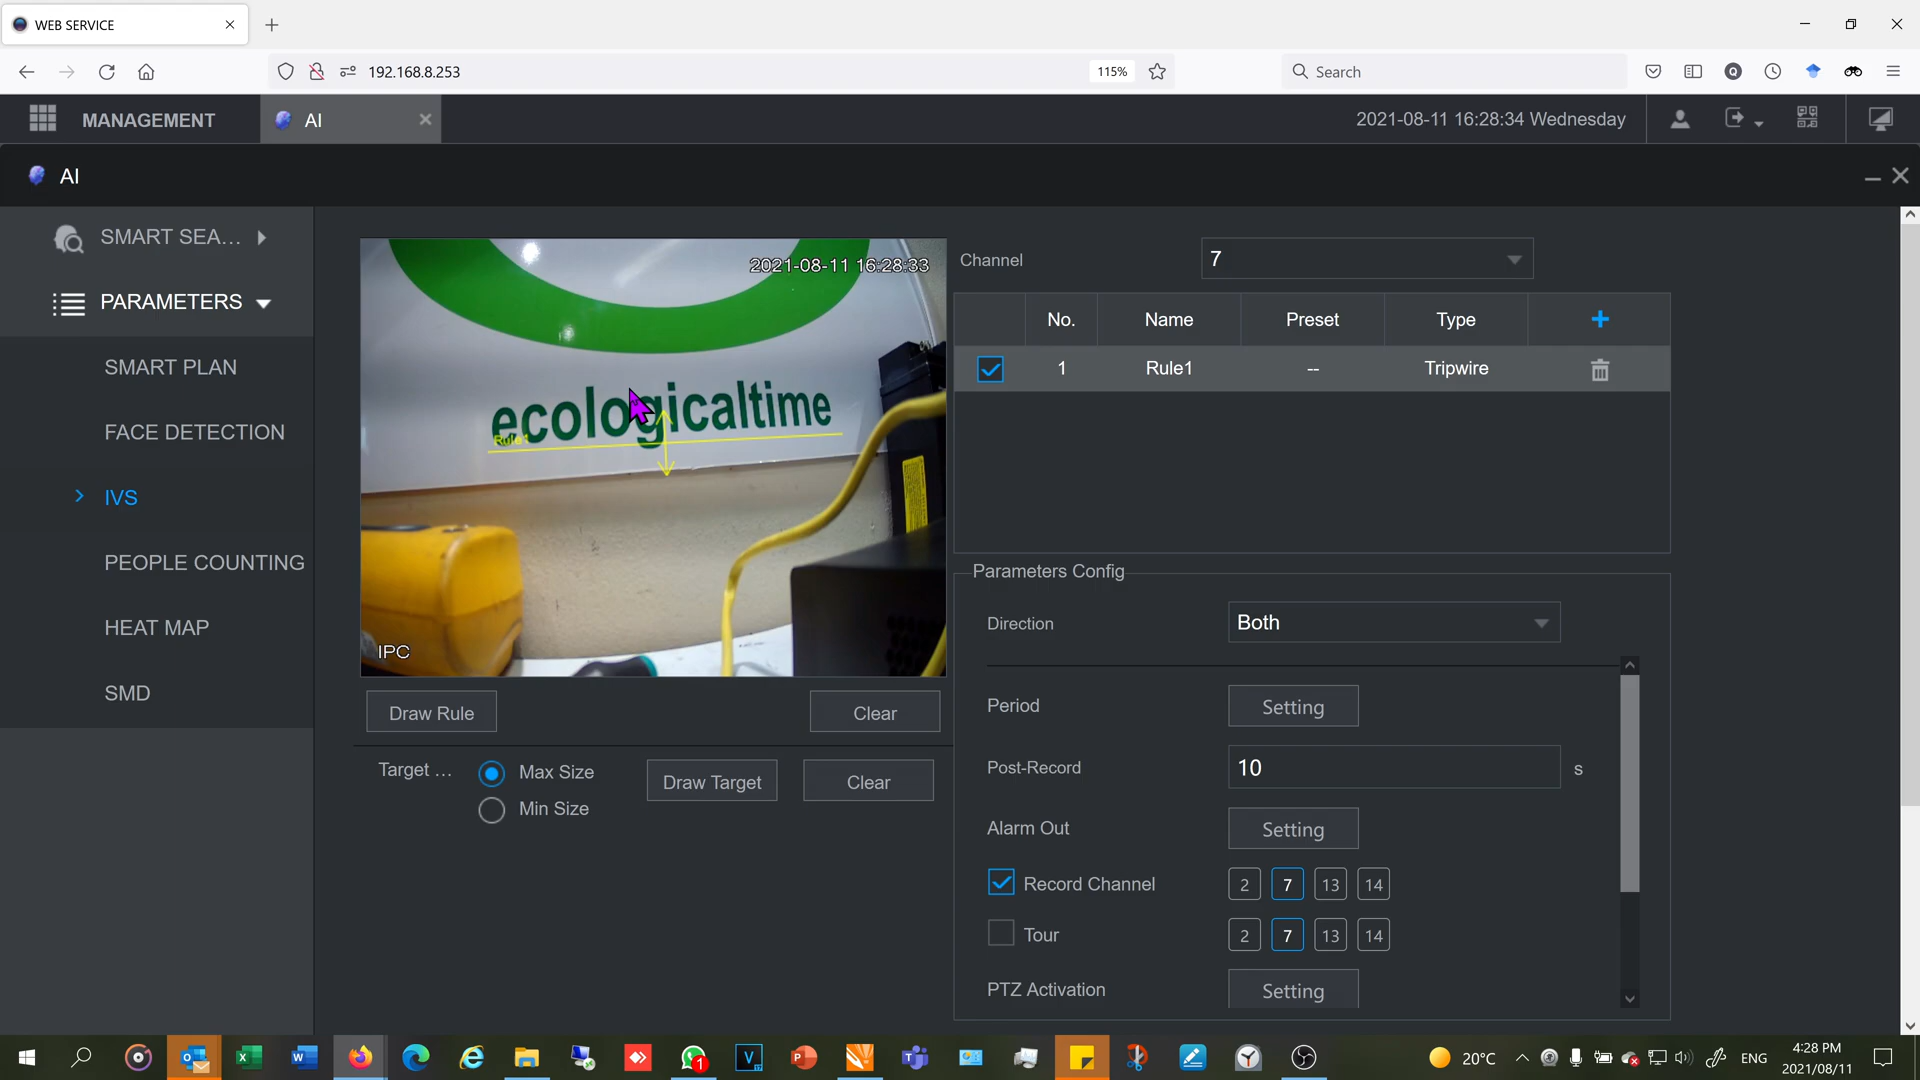 WEB SERVICE
192.168.8.253
115%
Search
MANAGEMENT
AI
2021-08-11 16:28:34 Wednesday
AI
SMART SEA...
PARAMETERS
SMART PLAN
FACE DETECTION
IVS
PEOPLE COUNTING
HEAT MAP
SMD
2021-08-11 16:28:33
ecologicaltime
Rule1
IPC
Draw Rule
Clear
Target ...
Max Size
Min Size
Draw Target
Clear
Channel
7
No.
Name
Preset
Type
1
Rule1
--
Tripwire
Parameters Config
Direction
Both
Period
Setting
Post-Record
10
s
Alarm Out
Setting
Record Channel
2
7
13
14
Tour
2
7
13
14
PTZ Activation
Setting
20°C
ENG
4:28 PM
2021/08/11